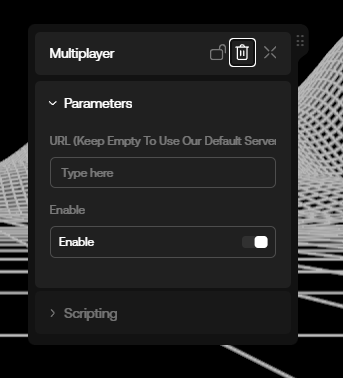 Multiplayer
Parameters
URL (Keep Empty To Use Our Default Server
Type here
Enable
Enable
Scripting